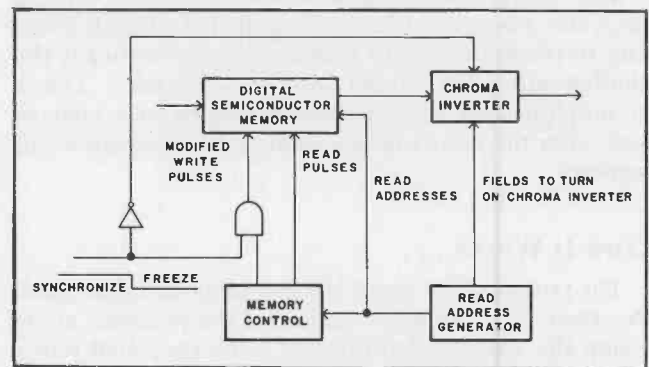 DIGITAL
SEMICONDUCTOR
MEMORY
CHROMA
INVERTER
MODIFIED
WRITE
PULSES
READ
PULSES
READ
ADDRESSES
FIELDS TO TURN
ON CHROMA INVERTER
SYNCHRONIZE
FREEZE
MEMORY
CONTROL
READ
ADDRESS
GENERATOR